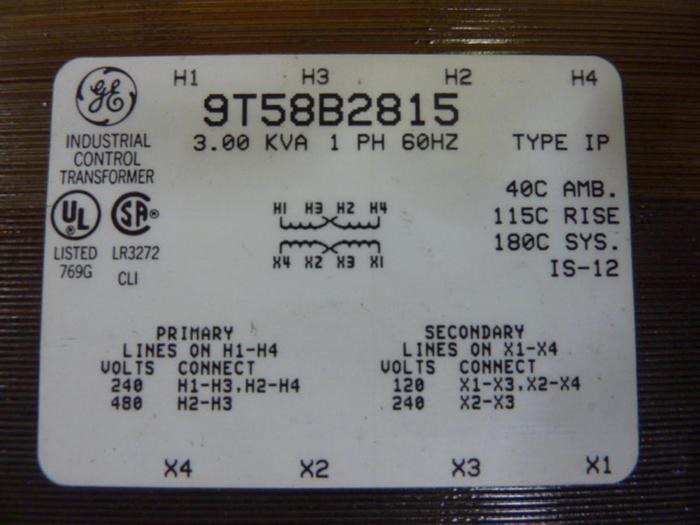 H1 H3 H2 H4
GE
9T58B2815
INDUSTRIAL
CONTROL
TRANSFORMER
3.00 KVA 1 PH 60HZ TYPE IP
40C AMB.
115C RISE
180C SYS.
IS-12
UL
LISTED
769G
SA
LR3272
CLI
H1 H3 H2 H4
X4 X2 X3 X1
PRIMARY
LINES ON H1-H4
VOLTS CONNECT
240 H1-H3,H2-H4
480 H2-H3
SECONDARY
LINES ON X1-X4
VOLTS CONNECT
120 X1-X3,X2-X4
240 X2-X3
X4 X2 X3 X1